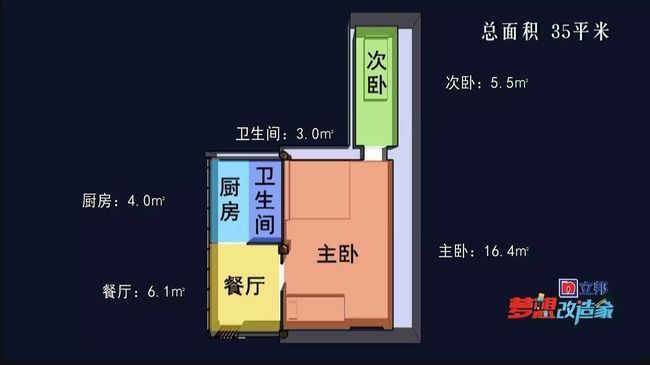 总面积 35平米
次卧
次卧：5.5㎡
卫生间：3.0㎡
厨房
卫生间
厨房：4.0㎡
主卧
主卧：16.4㎡
餐厅
餐厅：6.1㎡
n立邦
梦想改造家